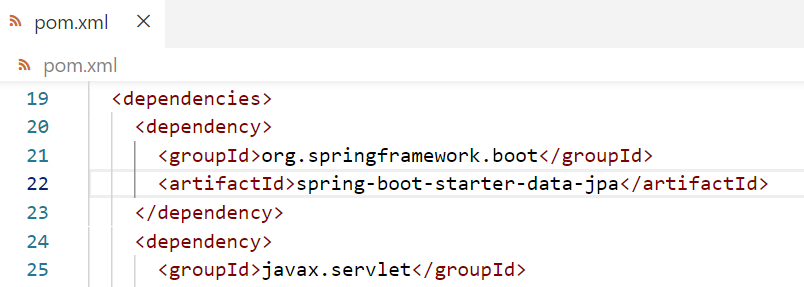 pom.xml
pom.xml
19 <dependencies>
20 <dependency>
21 <groupId>org.springframework.boot</groupId>
22 <artifactId>spring-boot-starter-data-jpa</artifactId>
23 </dependency>
24 <dependency>
25 <groupId>javax.servlet</groupId>